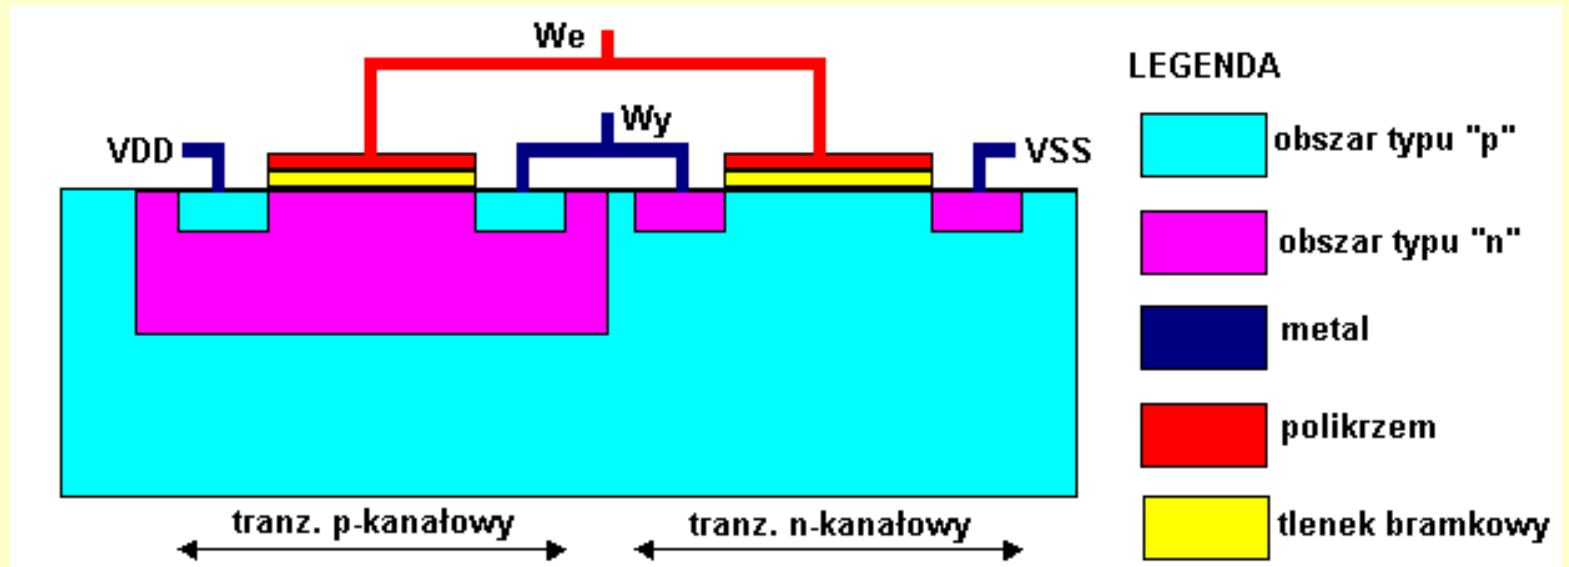 We
Wy
VDD
VSS
tranz. p-kanałowy
tranz. n-kanałowy
LEGENDA
obszar typu "p"
obszar typu "n"
metal
polikrzem
tlenek bramkowy